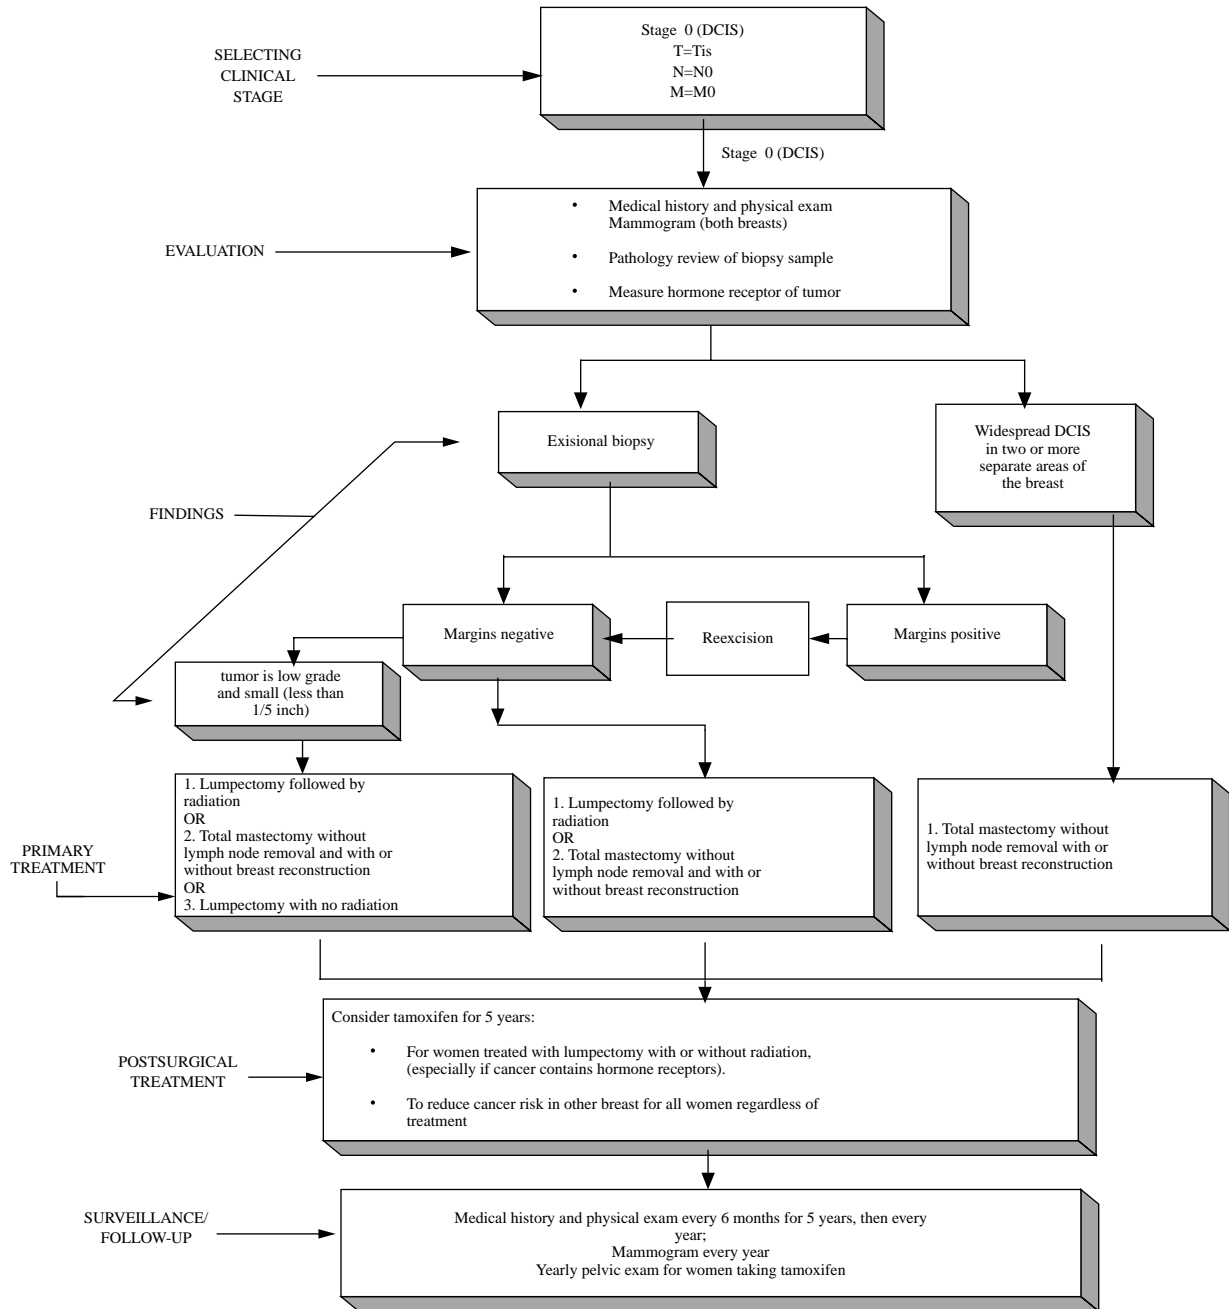 Stage 0 (DCIS)
T=Tis
N=N0
M=M0
SELECTING
CLINICAL
STAGE
Stage 0 (DCIS)
EVALUATION
• Medical history and physical exam
Mammogram (both breasts)
• Pathology review of biopsy sample
• Measure hormone receptor of tumor
Exisional biopsy
Widespread DCIS
in two or more
separate areas of
the breast
FINDINGS
Margins negative
Reexcision
Margins positive
tumor is low grade
and small (less than
1/5 inch)
PRIMARY
TREATMENT
1. Lumpectomy followed by
radiation
OR
2. Total mastectomy without
lymph node removal and with or
without breast reconstruction
OR
3. Lumpectomy with no radiation
1. Lumpectomy followed by
radiation
OR
2. Total mastectomy without
lymph node removal and with or
without breast reconstruction
1. Total mastectomy without
lymph node removal with or
without breast reconstruction
POSTSURGICAL
TREATMENT
Consider tamoxifen for 5 years:
• For women treated with lumpectomy with or without radiation,
(especially if cancer contains hormone receptors).
• To reduce cancer risk in other breast for all women regardless of
treatment
SURVEILLANCE/
FOLLOW-UP
Medical history and physical exam every 6 months for 5 years, then every
year;
Mammogram every year
Yearly pelvic exam for women taking tamoxifen